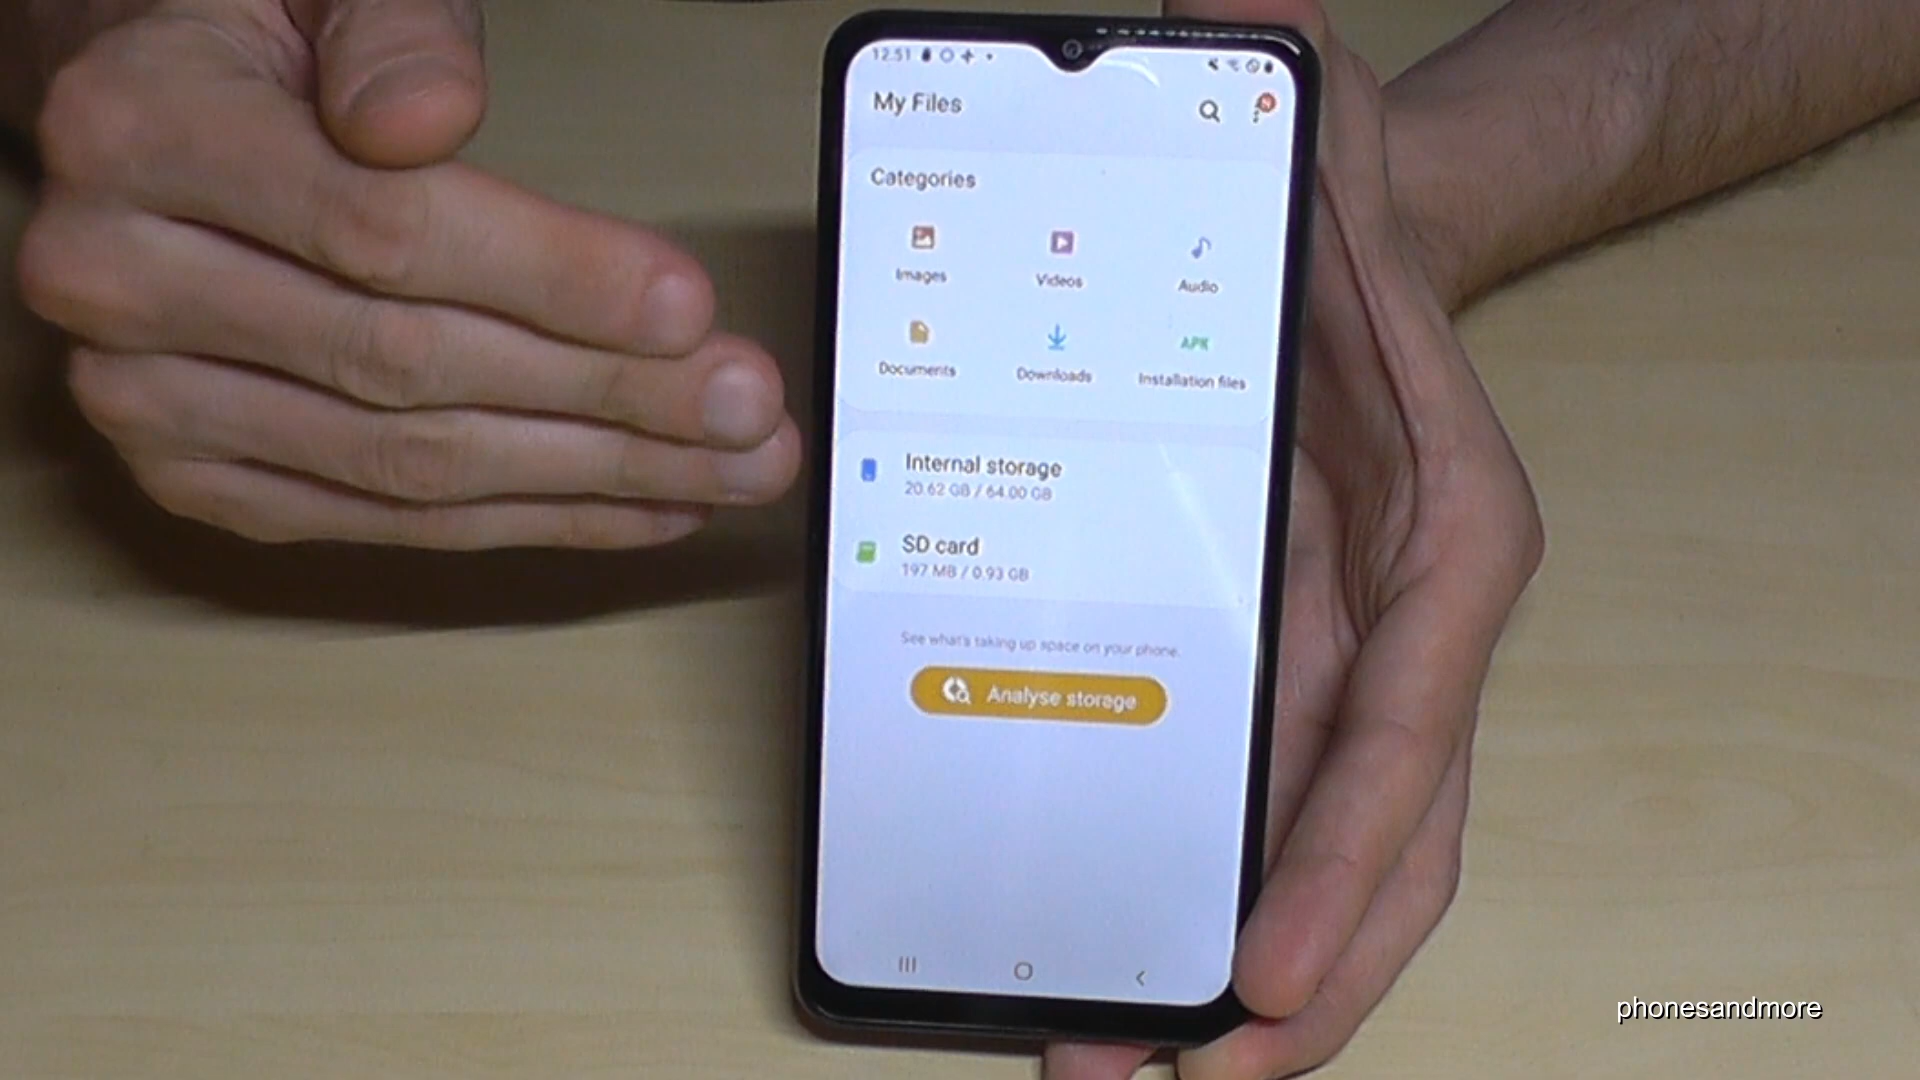 12:51
My Files
N
Categories
Images
Videos
Audio
Documents
Downloads
APK
Installation files
Internal storage
20.62 GB / 64.00 GB
SD card
197 MB / 0.93 GB
See what's taking up space on your phone.
Analyse storage
phonesandmore